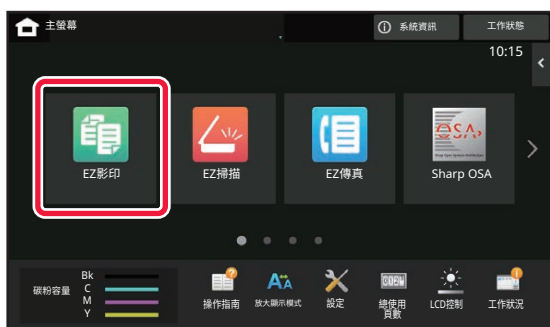 主螢幕
系統資訊
工作狀態
10:15
EZ影印
EZ掃描
EZ傳真
OSA
Sharp OSA
碳粉容量
Bk
C
M
Y
操作指南
放大顯示模式
設定
總使用
頁數
LCD控制
工作狀況